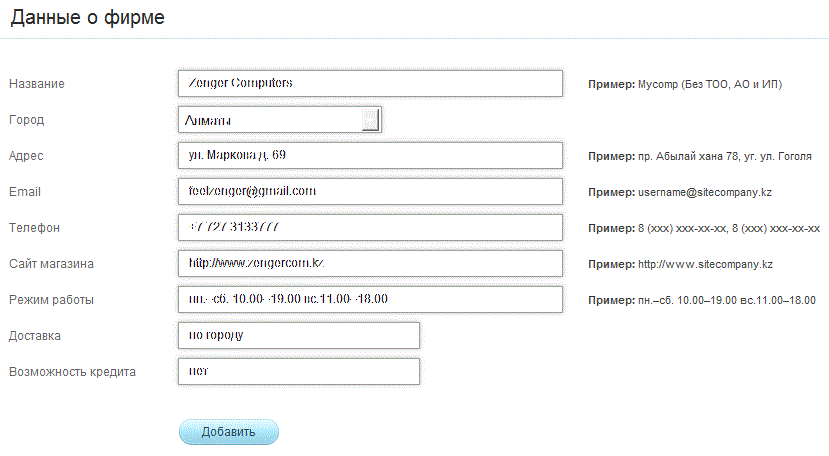 Данные о фирме
Название Zenger Computers Пример: Mycomp (Без ТОО, АО и ИП)
Город Алматы
Адрес ул. Маркова д. 69 Пример: пр. Абылай хана 78, уг. ул. Гоголя
Email feelzenger@gmail.com Пример: username@sitecompany.kz
Телефон +7 727 3133777 Пример: 8 (xxx) xxx-xx-xx, 8 (xxx) xxx-xx-xx
Сайт магазина http://www.zengercom.kz Пример: http://www.sitecompany.kz
Режим работы пн.-сб. 10.00-19.00 вс.11.00-18.00 Пример: пн.–сб. 10.00–19.00 вс.11.00–18.00
Доставка по городу
Возможность кредита нет
Добавить